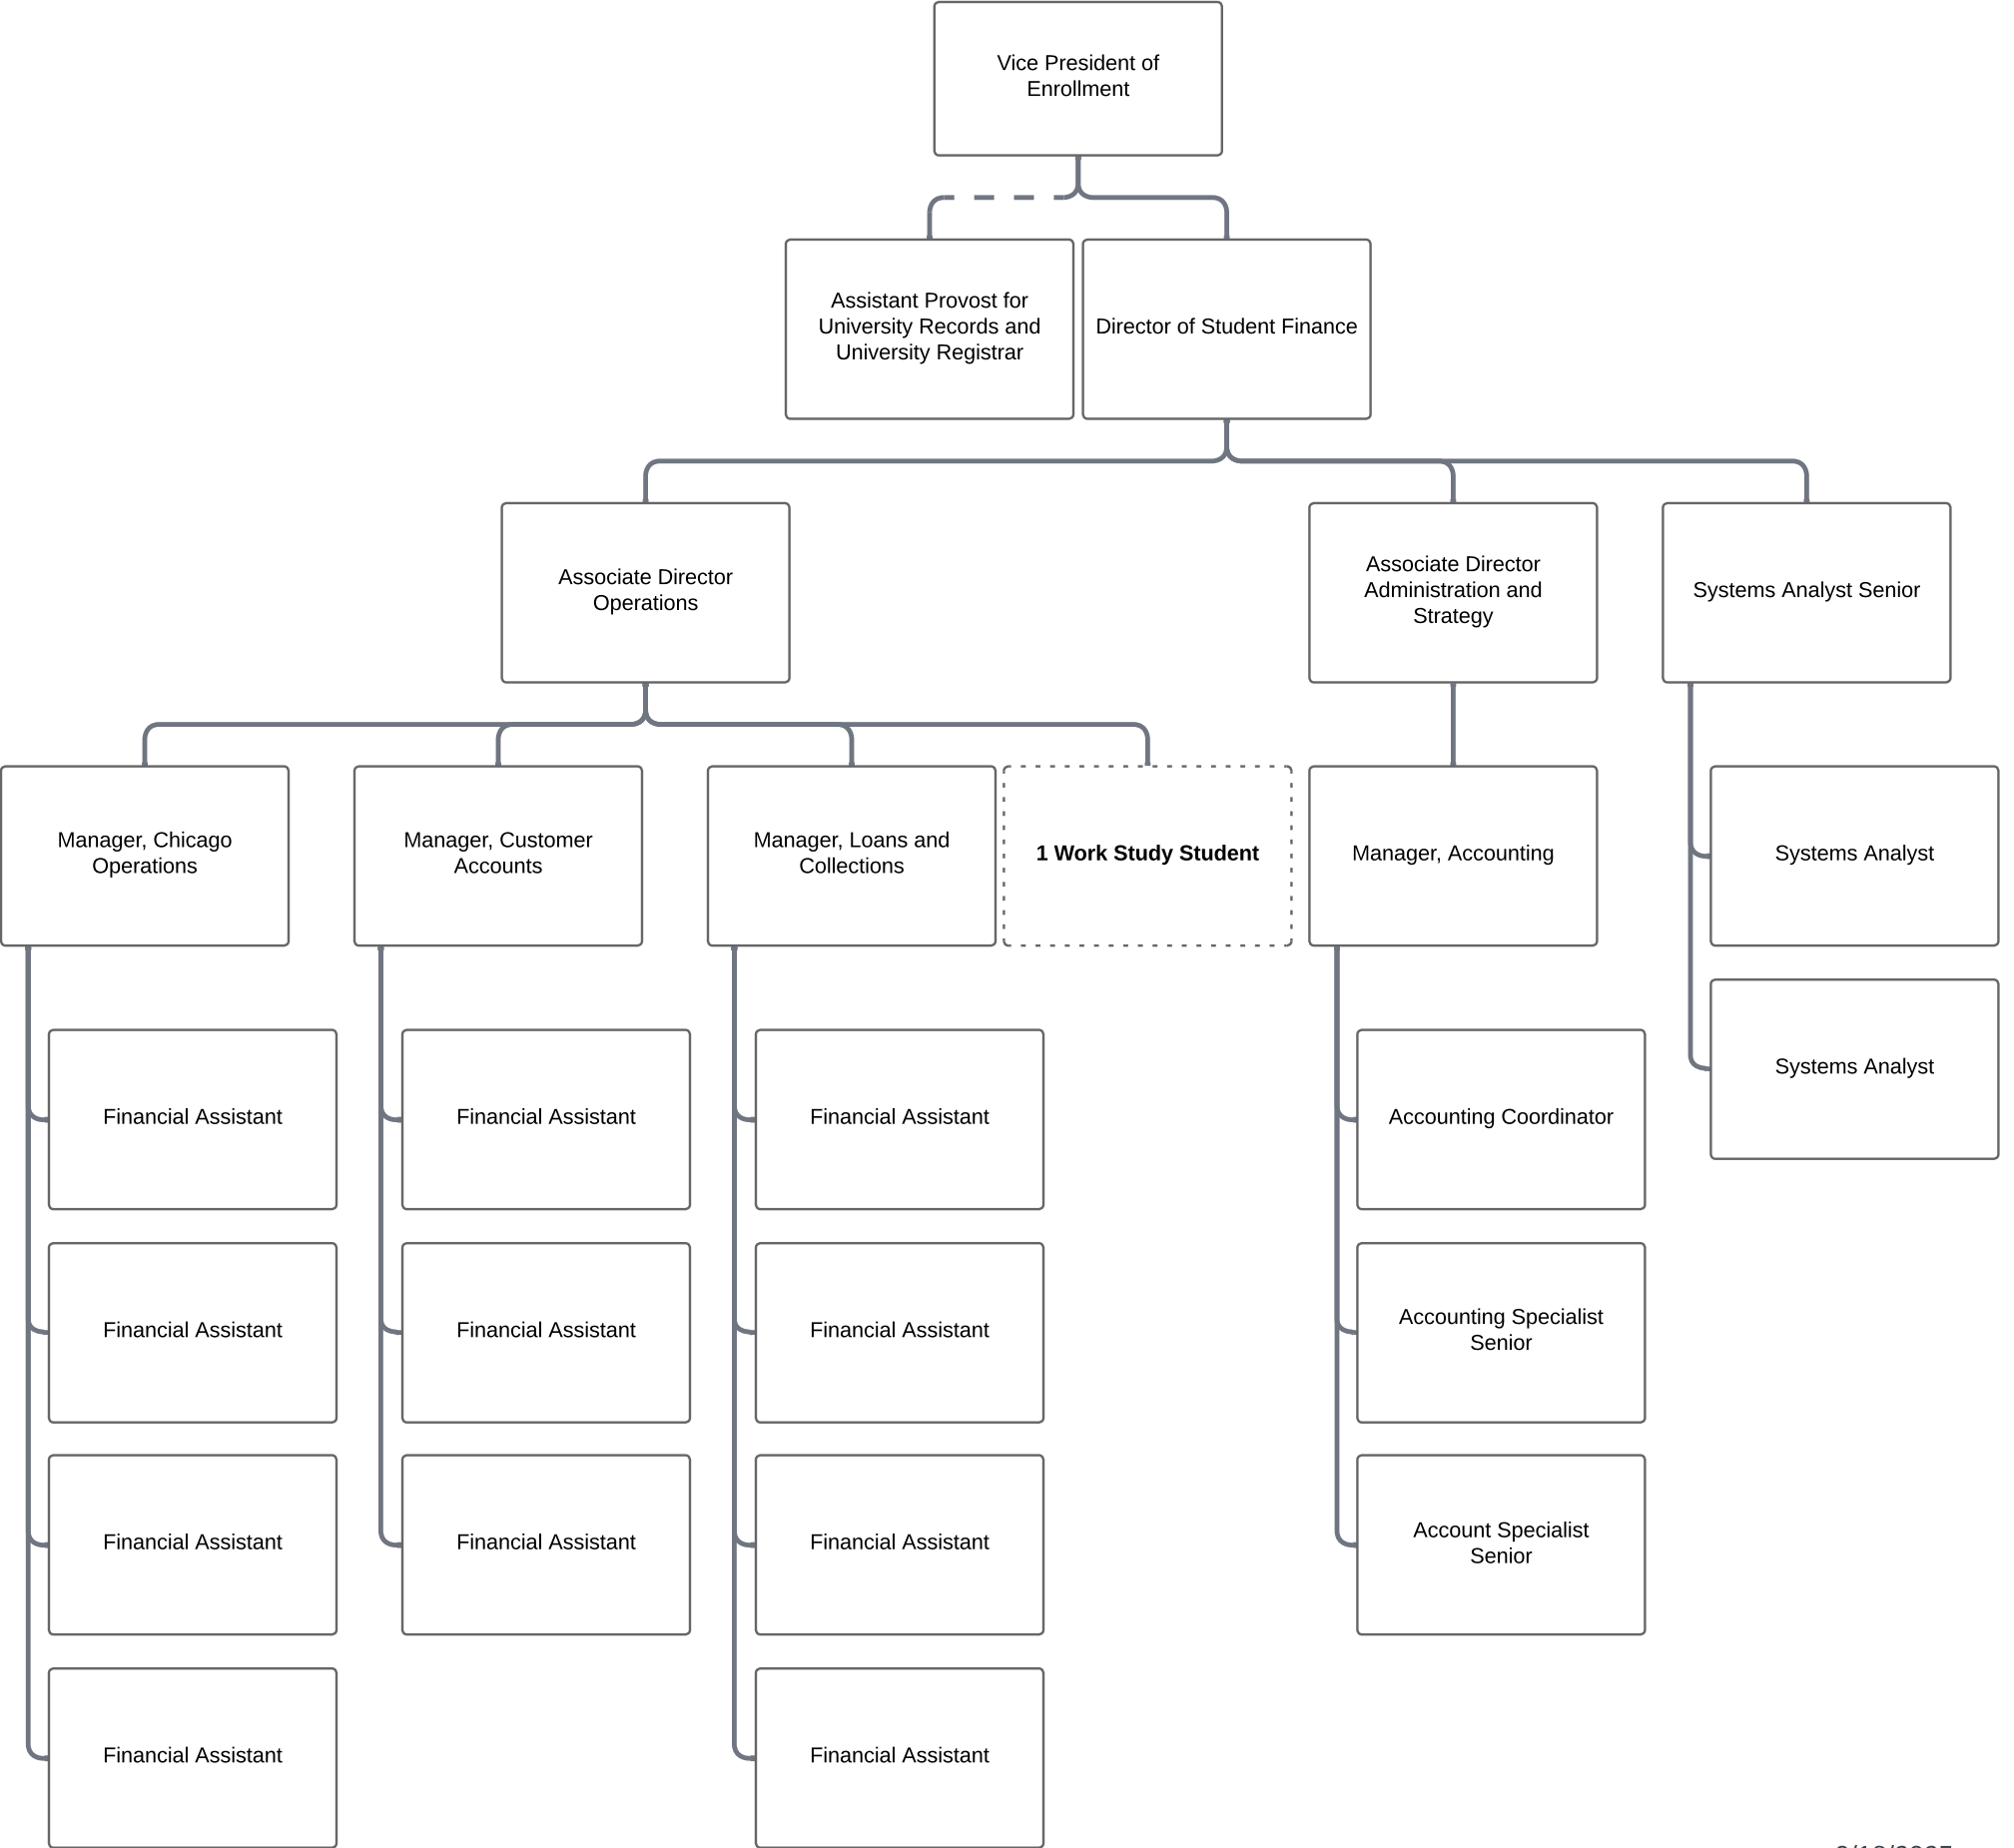 Vice President of
Enrollment
Assistant Provost for
University Records and
University Registrar
Director of Student Finance
Associate Director
Operations
Associate Director
Administration and
Strategy
Systems Analyst Senior
Manager, Chicago
Operations
Manager, Customer
Accounts
Manager, Loans and
Collections
1 Work Study Student
Manager, Accounting
Systems Analyst
Systems Analyst
Financial Assistant
Financial Assistant
Financial Assistant
Financial Assistant
Financial Assistant
Financial Assistant
Financial Assistant
Financial Assistant
Financial Assistant
Financial Assistant
Financial Assistant
Accounting Coordinator
Accounting Specialist
Senior
Account Specialist
Senior